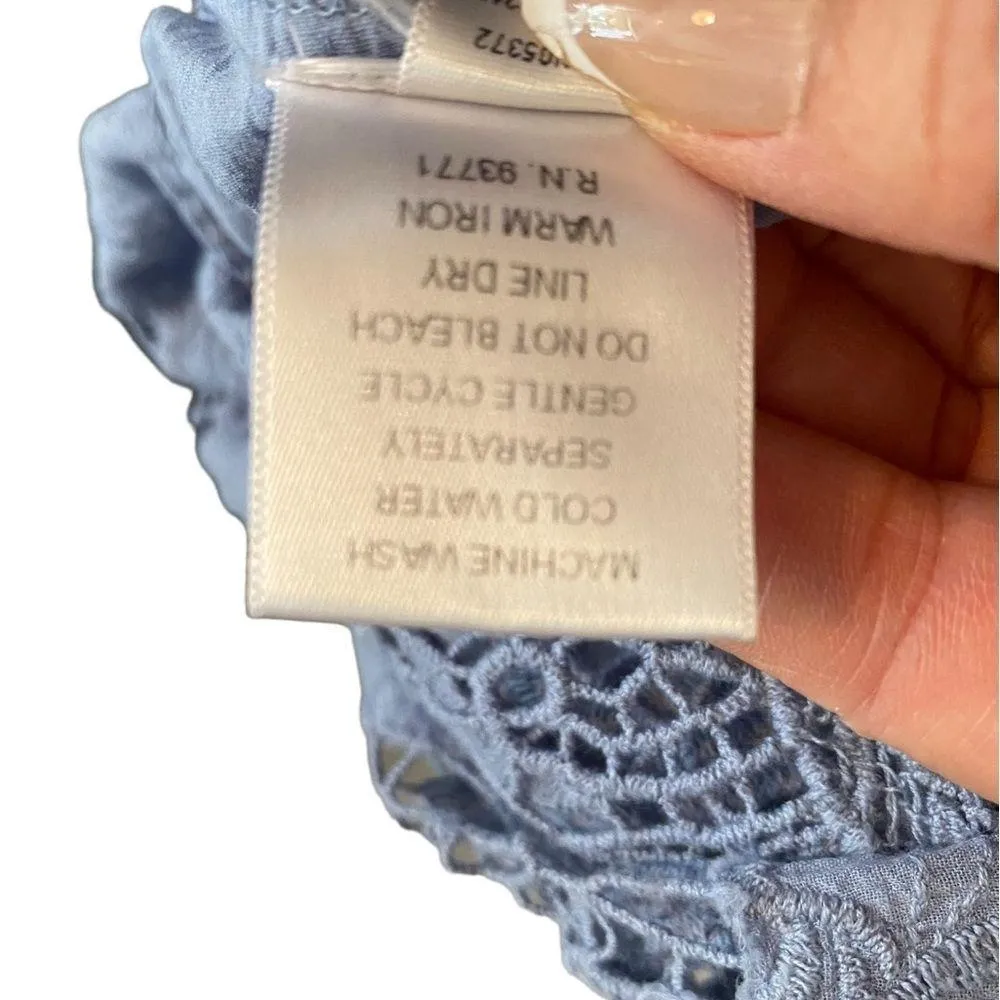 MACHINE WASH
COLD WATER
SEPARATELY
GENTLE CYCLE
DO NOT BLEACH
LINE DRY
WARM IRON
R.N. 93771